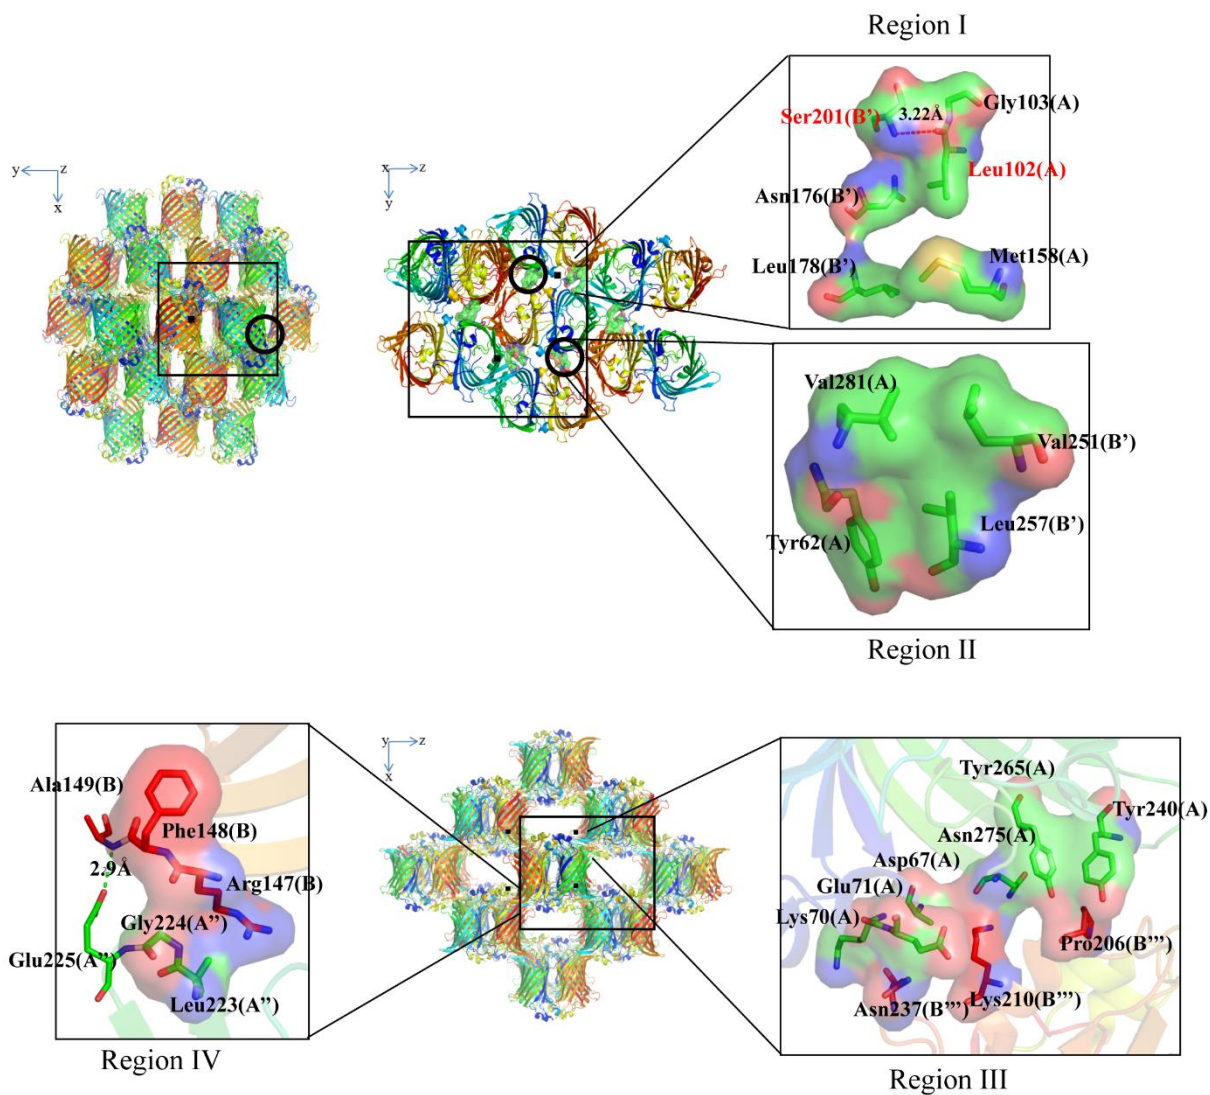 Region I
Ser201(B')
3.22Å
Gly103(A)
Leu102(A)
Asn176(B')
Leu178(B')
Met158(A)
y z
x
x z
y
Val281(A)
Val251(B')
Leu257(B')
Tyr62(A)
Region II
Ala149(B)
Phe148(B)
2.9Å
Arg147(B)
Gly224(A'')
Glu225(A'')
Leu223(A'')
Region IV
y z
x
Tyr265(A)
Tyr240(A)
Asn275(A)
Asp67(A)
Glu71(A)
Lys70(A)
Pro206(B''')
Asn237(B''')
Lys210(B''')
Region III